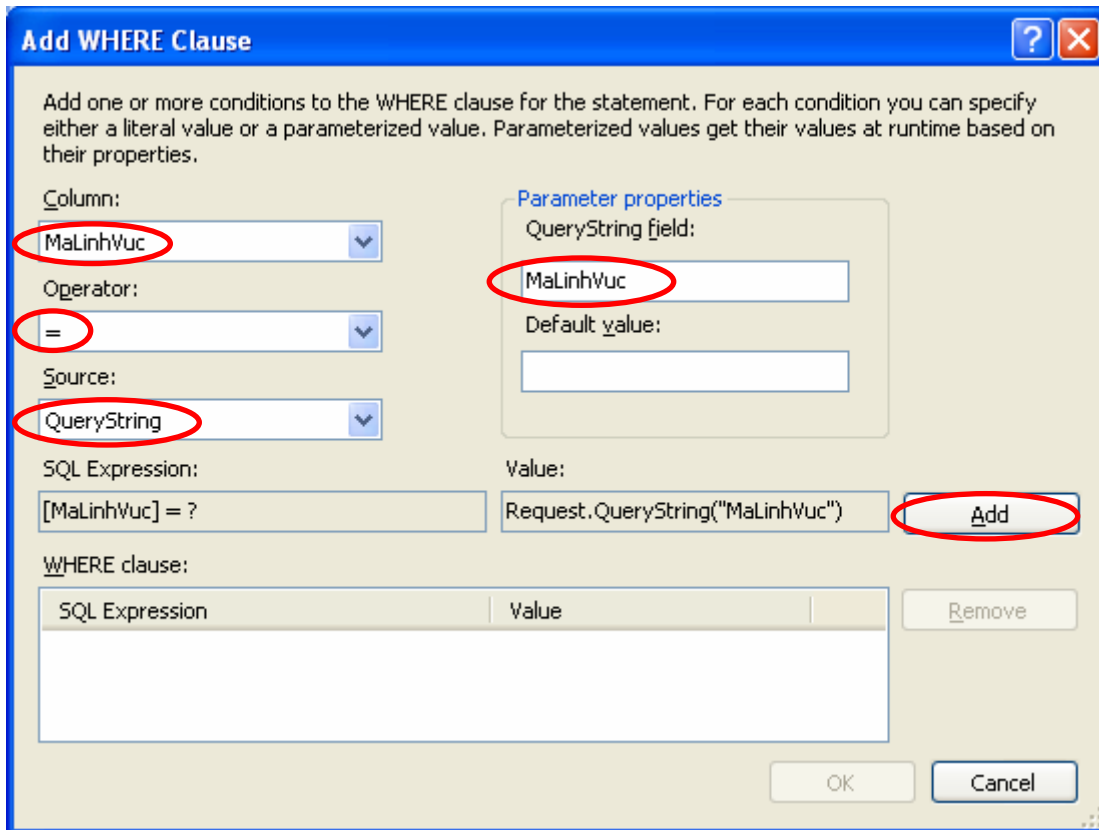 Add WHERE Clause
Add one or more conditions to the WHERE clause for the statement. For each condition you can specify
either a literal value or a parameterized value. Parameterized values get their values at runtime based on
their properties.
Column:
MaLinhVuc
Operator:
=
Source:
QueryString
Parameter properties
QueryString field:
MaLinhVuc
Default value:
SQL Expression:
[MaLinhVuc] = ?
Value:
Request.QueryString("MaLinhVuc")
Add
WHERE clause:
SQL Expression
Value
Remove
OK
Cancel